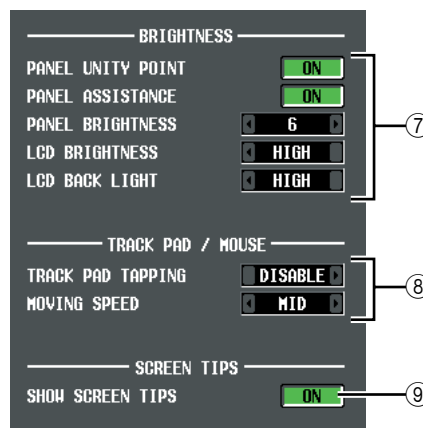 BRIGHTNESS
PANEL UNITY POINT ON
PANEL ASSISTANCE ON
PANEL BRIGHTNESS 6
LCD BRIGHTNESS HIGH
LCD BACK LIGHT HIGH
⑦
TRACK PAD / MOUSE
TRACK PAD TAPPING DISABLE
MOVING SPEED MID
⑧
SCREEN TIPS
SHOW SCREEN TIPS ON
⑨